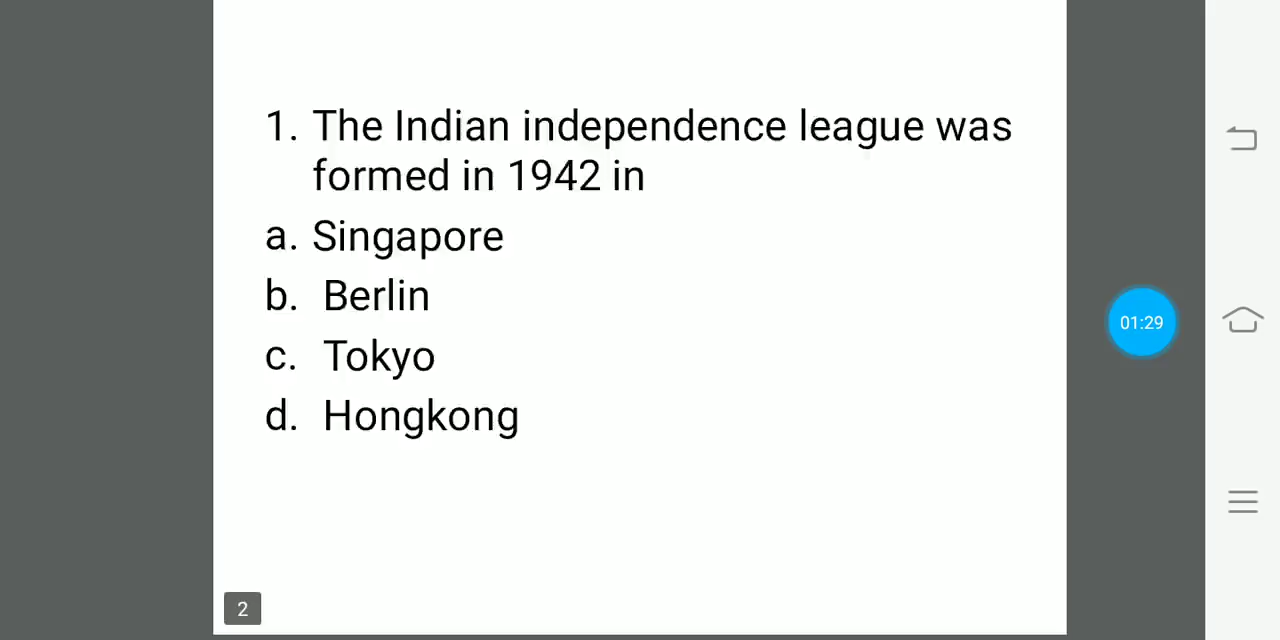 1. The Indian independence league was
formed in 1942 in
a. Singapore
b. Berlin
c. Tokyo
d. Hongkong
01:29
2